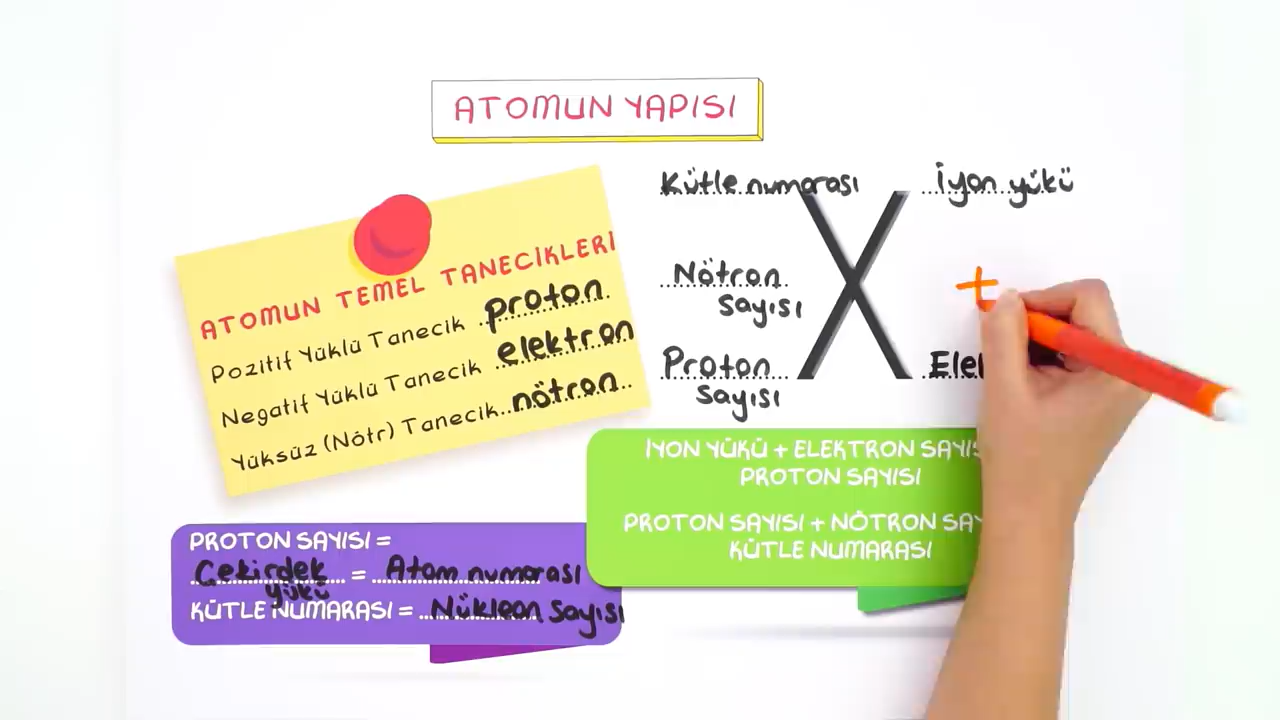 ATOMUN YAPISI
ATOMUN TEMEL TANECİKLERİ
Pozitif Yüklü Tanecik proton
Negatif Yüklü Tanecik elektron
Yüksüz (Nötr) Tanecik nötron
Kütle numarası
İyon yükü
Nötron
sayısı
+
Proton
sayısı
Ele
İYON YÜKÜ + ELEKTRON SAYIS
PROTON SAYISI
PROTON SAYISI + NÖTRON SAY
KÜTLE NUMARASI
PROTON SAYISI =
Çekirdek yükü = Atom numarası
KÜTLE NUMARASI = Nükleon sayısı